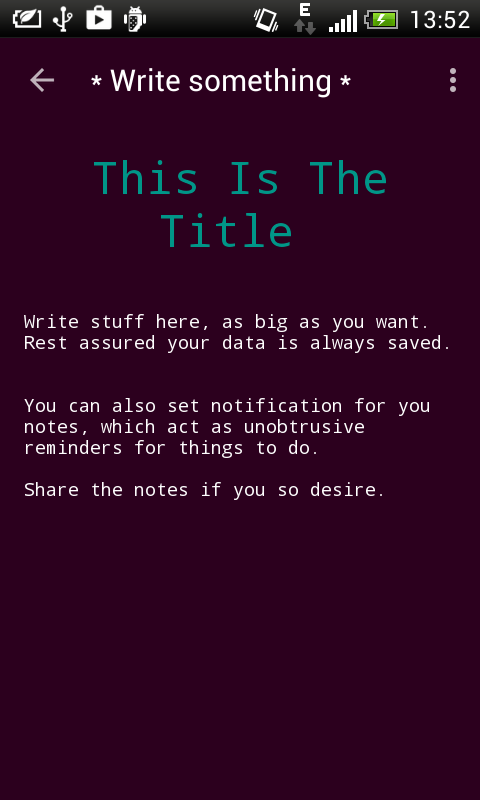 E
13:52
* Write something *
This Is The
Title
Write stuff here, as big as you want.
Rest assured your data is always saved.
You can also set notification for you
notes, which act as unobtrusive
reminders for things to do.
Share the notes if you so desire.